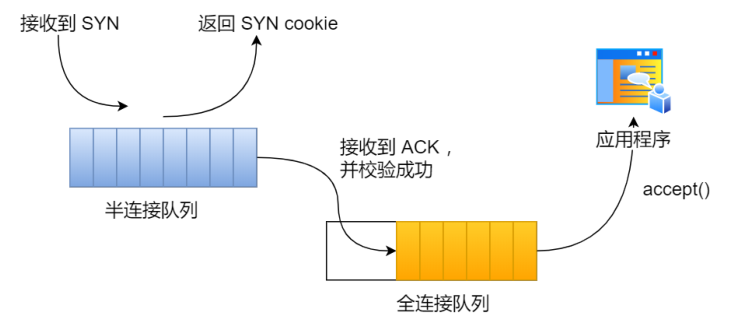 接收到 SYN
返回 SYN cookie
半连接队列
接收到 ACK ，
并校验成功
全连接队列
应用程序
accept()